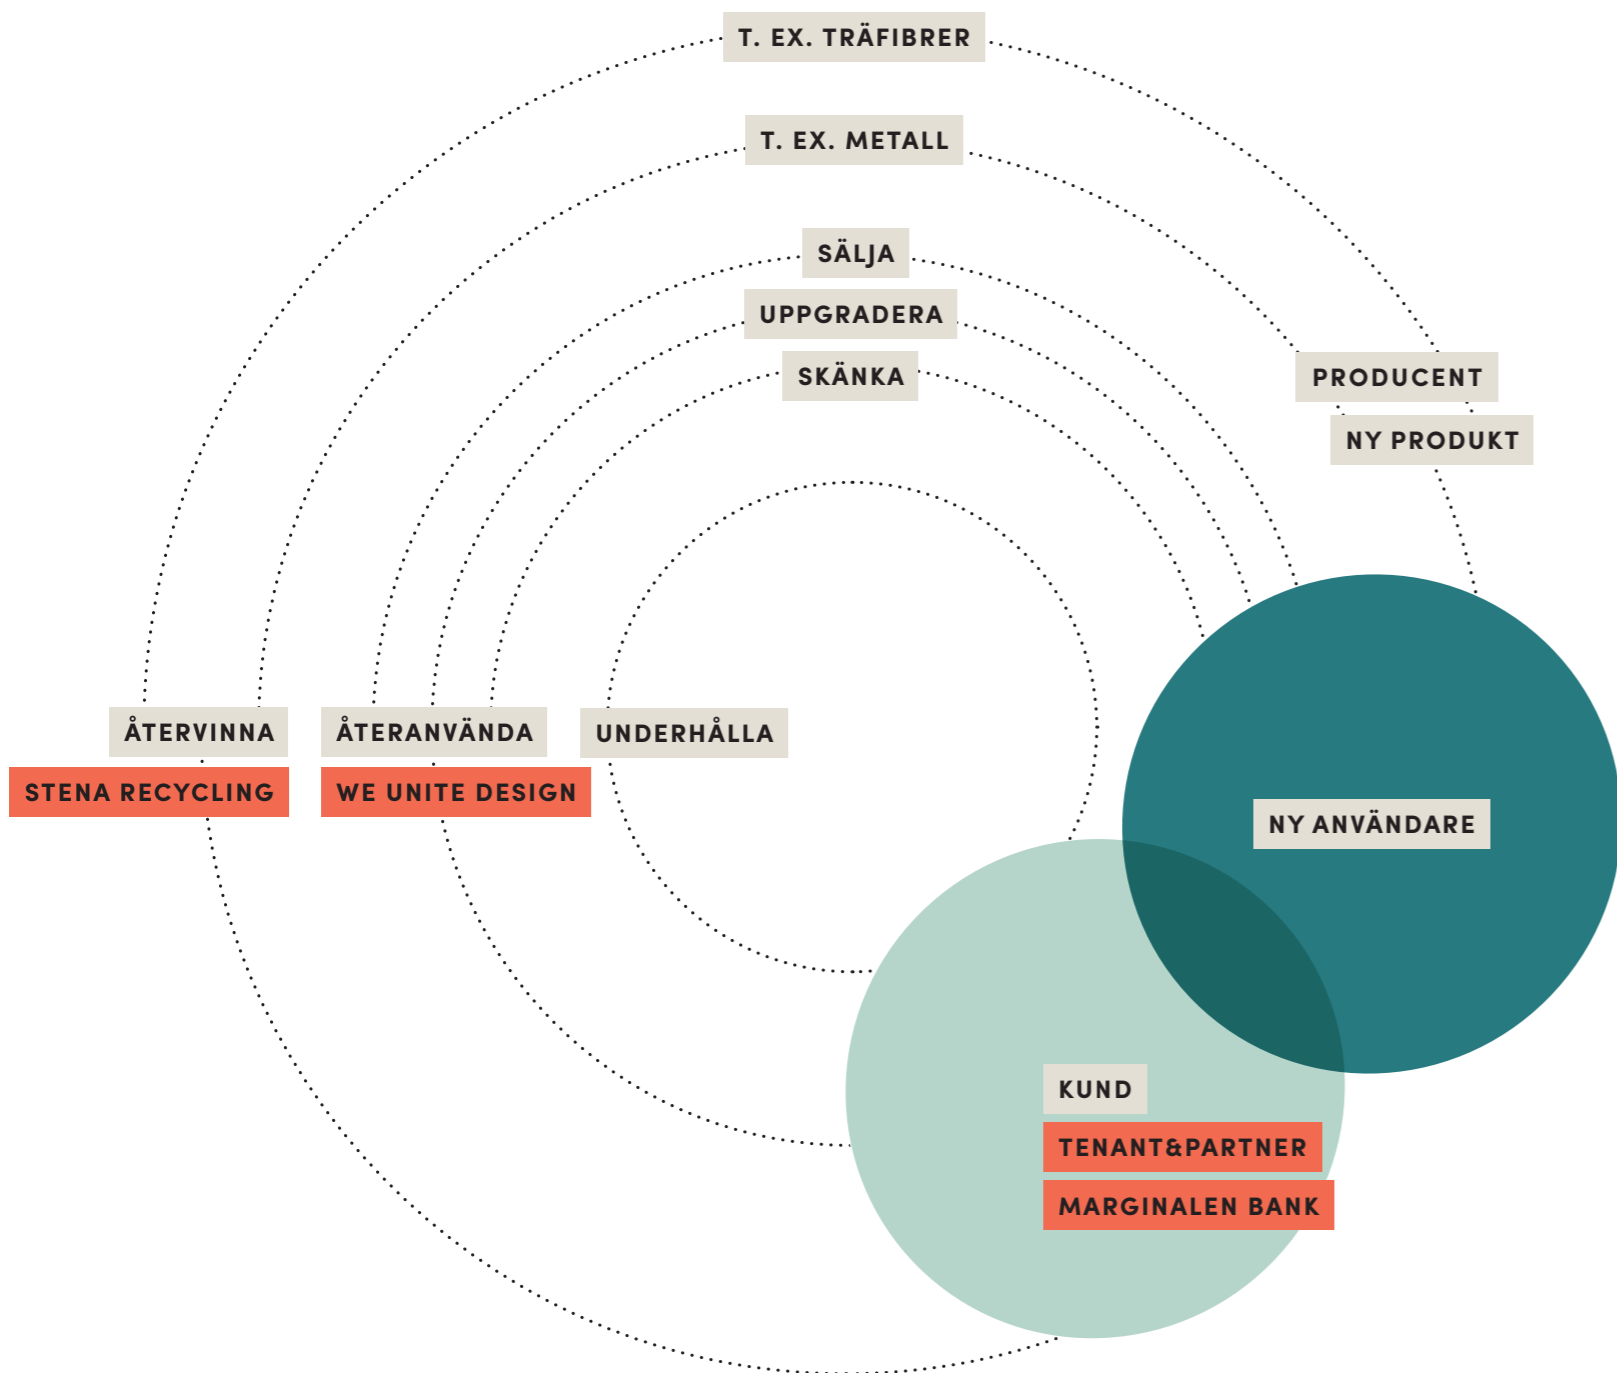 T. EX. TRÄFIBRER
T. EX. METALL
SÄLJA
UPPGRADERA
SKÄNKA
PRODUCENT
NY PRODUKT
ÅTERVINNA
ÅTERANVÄNDA
UNDERHÅLLA
STENA RECYCLING
WE UNITE DESIGN
NY ANVÄNDARE
KUND
TENANT&PARTNER
MARGINALEN BANK